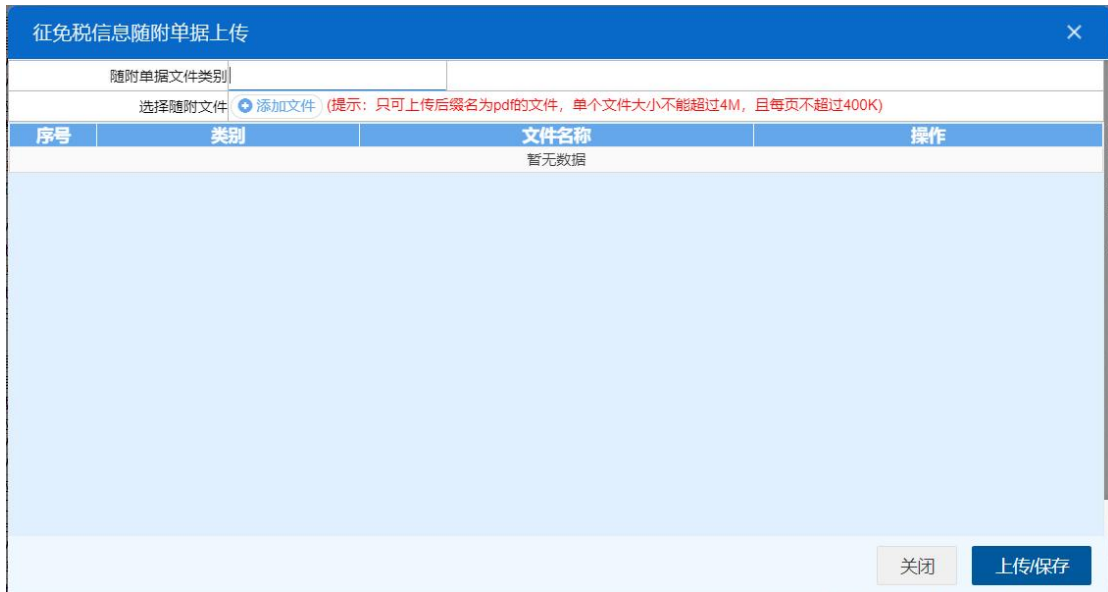 征免税信息随附单据上传
随附单据文件类别
选择随附文件 添加文件 (提示：只可上传后缀名为pdf的文件，单个文件大小不能超过4M，且每页不超过400K)
序号 类别 文件名称 操作
暂无数据
关闭 上传/保存